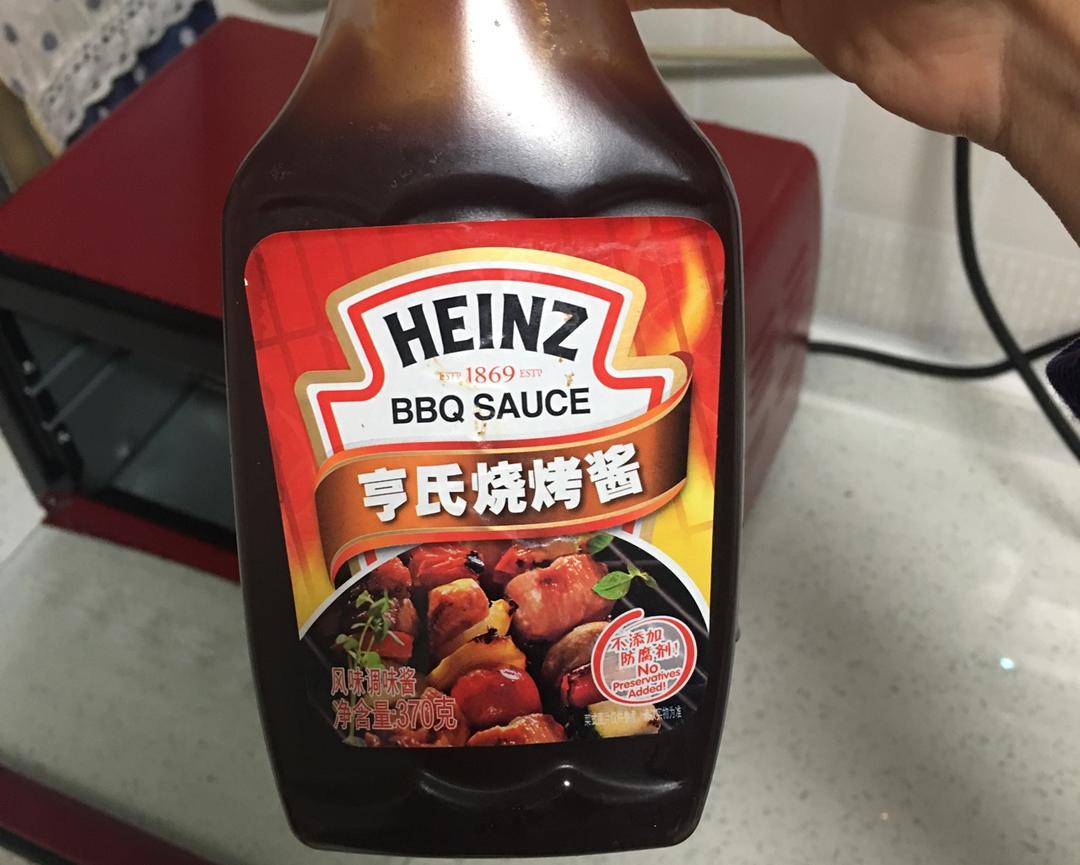 HEINZ
ESTD 1869 ESTD
BBQ SAUCE
亨氏烧烤酱
不添加
防腐剂!
No
Preservatives
Added!
风味调味酱
净含量:370克